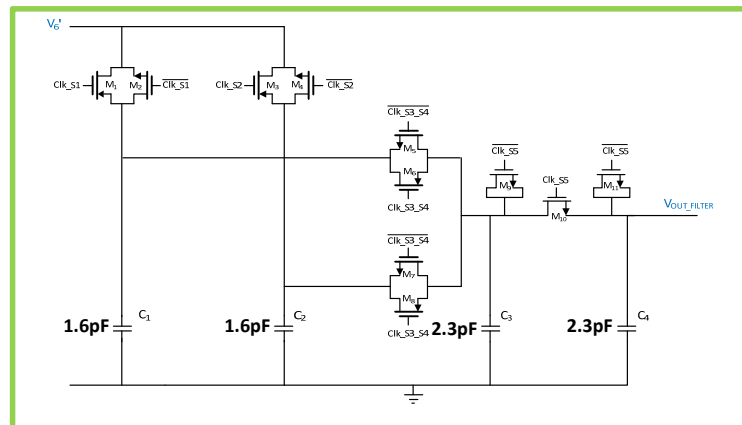 V6'
Clk_S1
M1
M2
Clk_S1
Clk_S2
M3
M4
Clk_S2
Clk_S3_S4
M5
M6
Clk_S3_S4
Clk_S3_S4
M7
M8
Clk_S3_S4
Clk_S5
M9
Clk_S5
M10
Clk_S5
M11
VOUT_FILTER
1.6pF
C1
1.6pF
C2
2.3pF
C3
2.3pF
C4